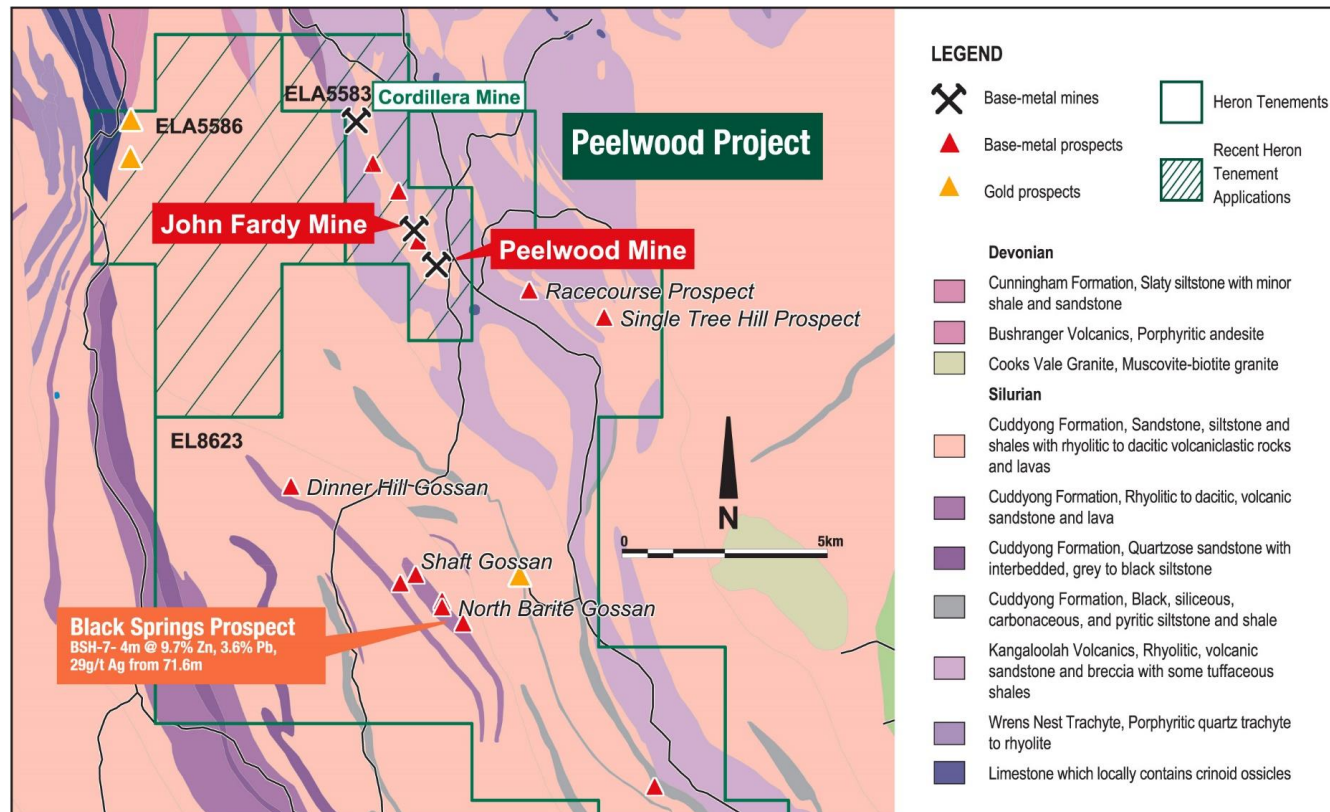 ELA5583
Cordillera Mine
ELA5586
Peelwood Project
John Fardy Mine
Peelwood Mine
Racecourse Prospect
Single Tree Hill Prospect
EL8623
Dinner Hill Gossan
N
0
5km
Shaft Gossan
North Barite Gossan
Black Springs Prospect
BSH-7- 4m @ 9.7% Zn, 3.6% Pb,
29g/t Ag from 71.6m
LEGEND
Base-metal mines
Base-metal prospects
Gold prospects
Heron Tenements
Recent Heron
Tenement
Applications
Devonian
Cunningham Formation, Slaty siltstone with minor
shale and sandstone
Bushranger Volcanics, Porphyritic andesite
Cooks Vale Granite, Muscovite-biotite granite
Silurian
Cuddyong Formation, Sandstone, siltstone and
shales with rhyolitic to dacitic volcaniclastic rocks
and lavas
Cuddyong Formation, Rhyolitic to dacitic, volcanic
sandstone and lava
Cuddyong Formation, Quartzose sandstone with
interbedded, grey to black siltstone
Cuddyong Formation, Black, siliceous,
carbonaceous, and pyritic siltstone and shale
Kangaloolah Volcanics, Rhyolitic, volcanic
sandstone and breccia with some tuffaceous
shales
Wrens Nest Trachyte, Porphyritic quartz trachyte
to rhyolite
Limestone which locally contains crinoid ossicles